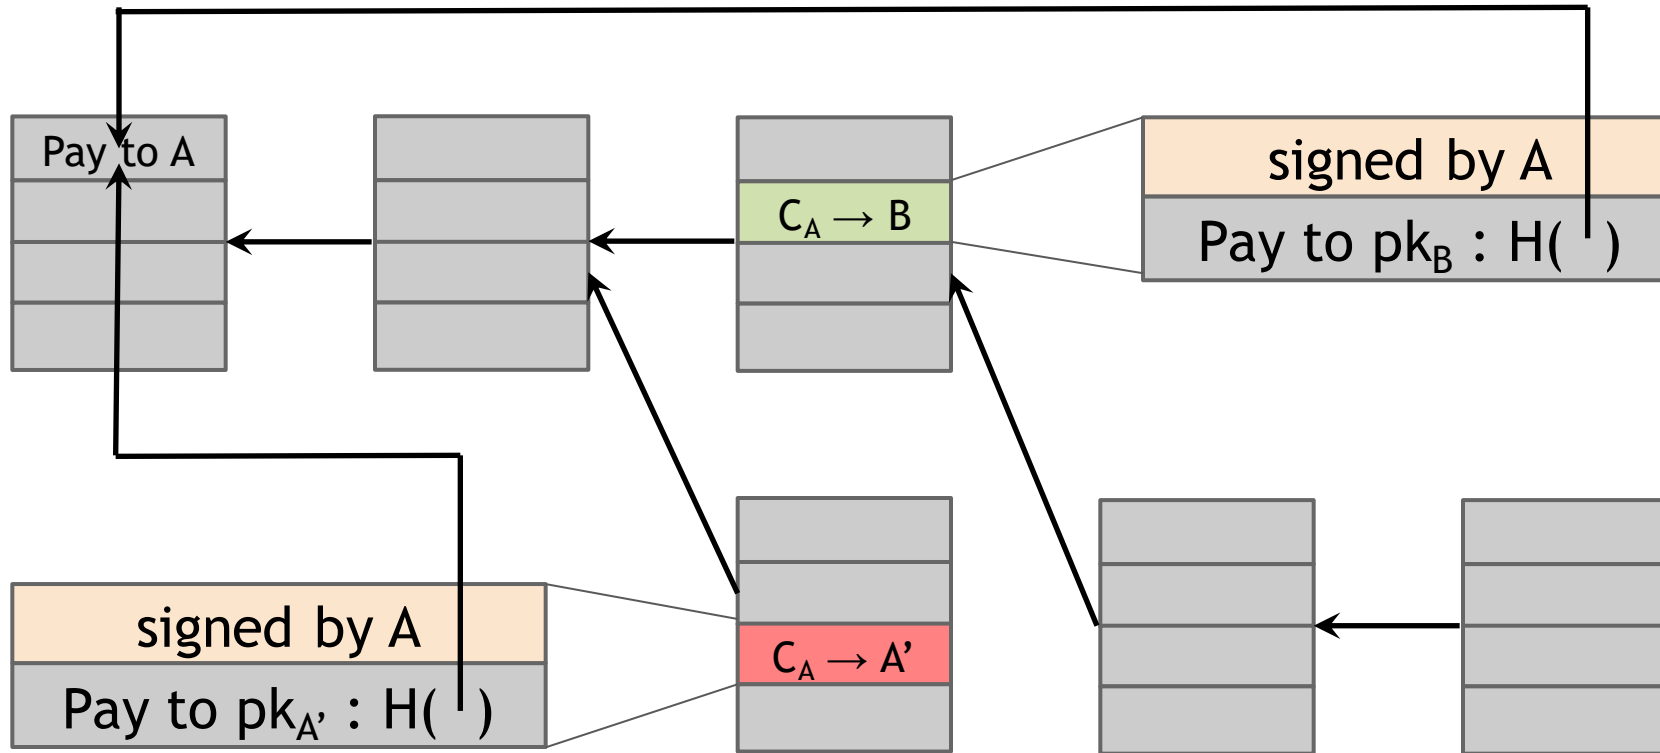 Pay to A
C_A → B
signed by A
Pay to pk_B : H( )
signed by A
Pay to pk_A’ : H( )
C_A → A’